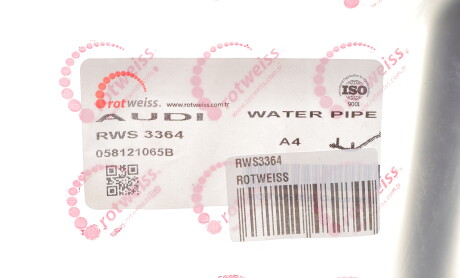 rotweiss.
www.rotweiss.com.tr
ISO
9001
AUDI
WATER PIPE
RWS 3364
A4
058121065B
RWS3364
ROTWEISS